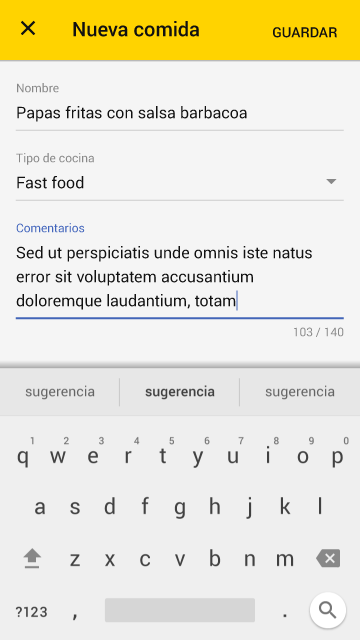 Nueva comida
GUARDAR
Nombre
Papas fritas con salsa barbacoa
Tipo de cocina
Fast food
Comentarios
Sed ut perspiciatis unde omnis iste natus
error sit voluptatem accusantium
doloremque laudantium, totam
103 / 140
sugerencia sugerencia sugerencia
1 2 3 4 5 6 7 8 9 0
q w e r t y u i o p
a s d f g h j k l
z x c v b n m
?123 , .